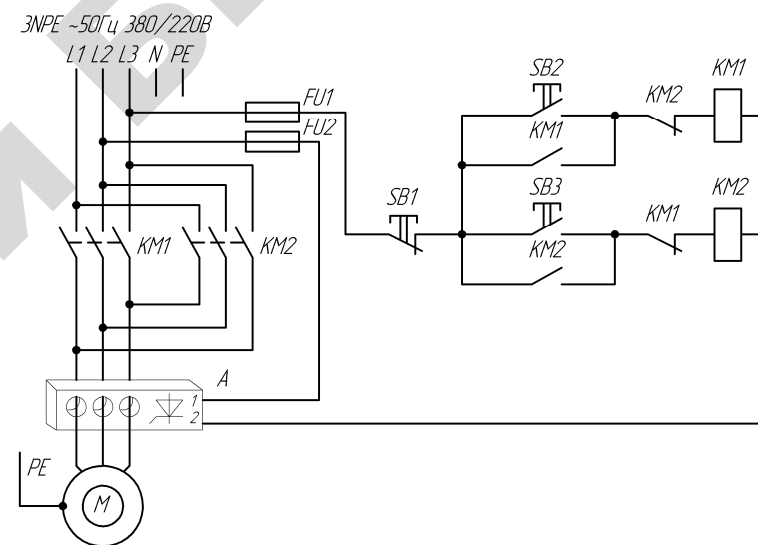 3NPE ~50Гц 380/220В
L1 L2 L3 N PE
FU1
FU2
SB2
KM1
KM2
KM1
SB1
SB3
KM2
KM1
KM2
KM1
KM2
A
1
2
PE
M